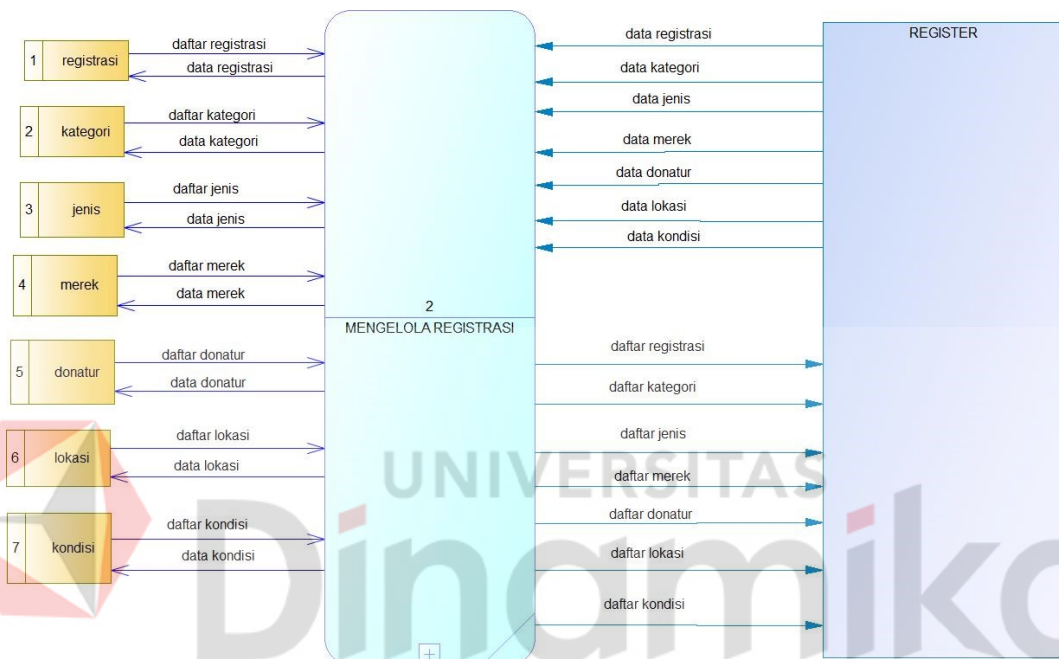 1
registrasi
daftar registrasi
data registrasi
2
kategori
daftar kategori
data kategori
3
jenis
daftar jenis
data jenis
4
merek
daftar merek
data merek
5
donatur
daftar donatur
data donatur
6
lokasi
daftar lokasi
data lokasi
7
kondisi
daftar kondisi
data kondisi
2
MENGELOLA REGISTRASI
data registrasi
data kategori
data jenis
data merek
data donatur
data lokasi
data kondisi
daftar registrasi
daftar kategori
daftar jenis
daftar merek
daftar donatur
daftar lokasi
daftar kondisi
REGISTER
UNIVERSITAS
Dinamika